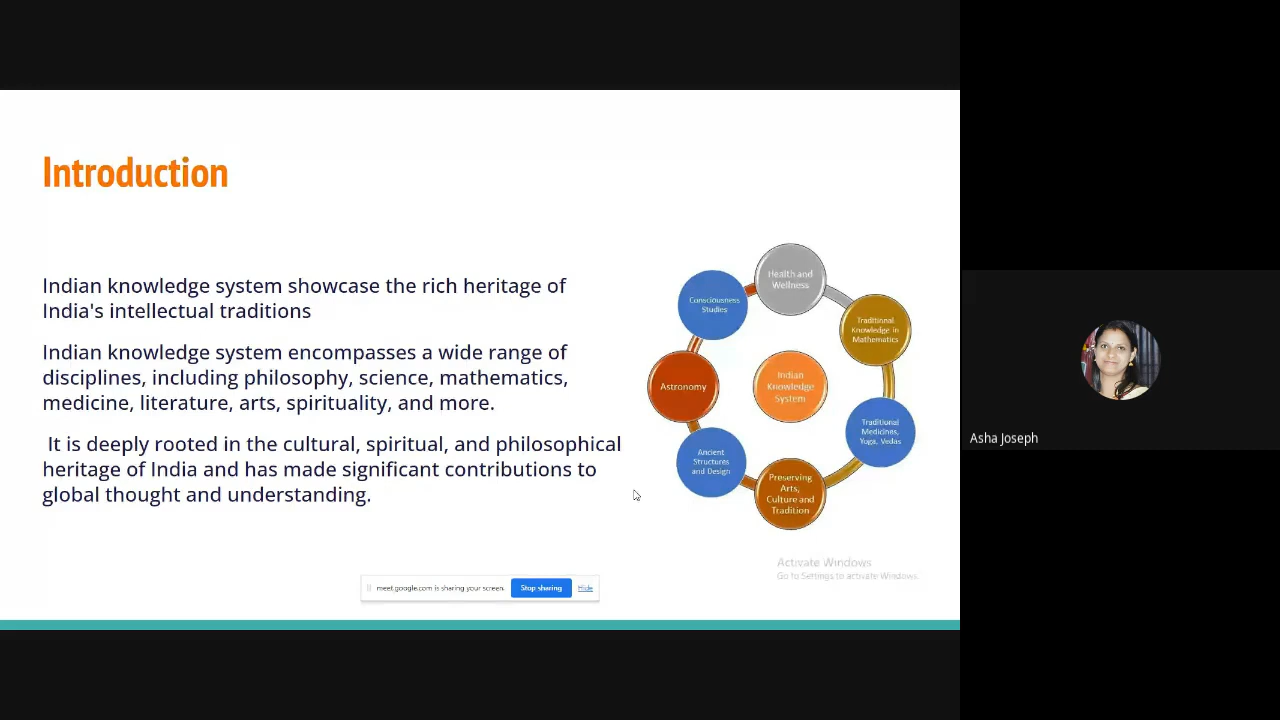 Introduction
Indian knowledge system showcase the rich heritage of
India's intellectual traditions
Indian knowledge system encompasses a wide range of
disciplines, including philosophy, science, mathematics,
medicine, literature, arts, spirituality, and more.
It is deeply rooted in the cultural, spiritual, and philosophical
heritage of India and has made significant contributions to
global thought and understanding.
Health and
Wellness
Traditional
Knowledge in
Mathematics
Traditional
Medicines,
Yoga, Vedas
Preserving
Arts,
Culture and
Tradition
Ancient
Structures
and Design
Astronomy
Consciousness
Studies
Indian
Knowledge
System
Activate Windows
Go to Settings to activate Windows.
meet.google.com is sharing your screen.
Stop sharing
Hide
Asha Joseph